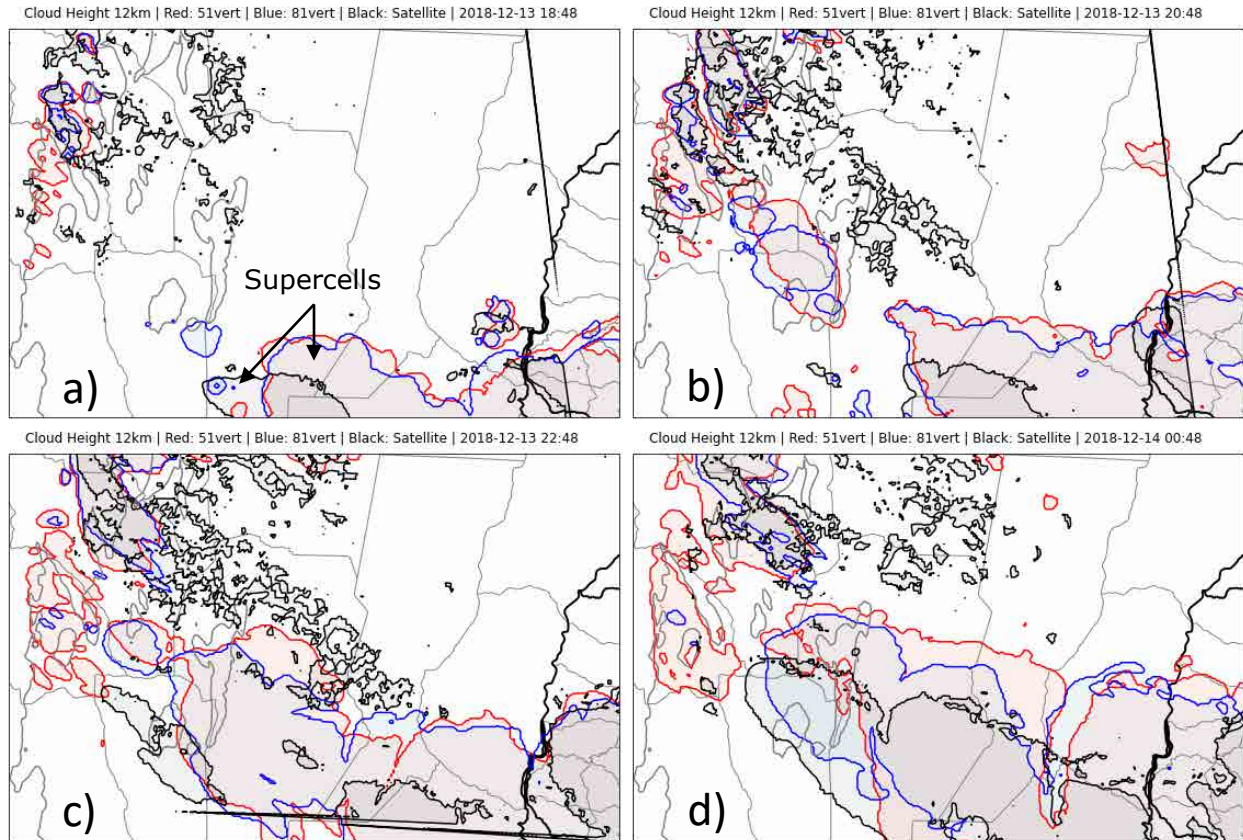 Cloud Height 12km | Red: 51vert | Blue: 81vert | Black: Satellite | 2018-12-13 18:48
Cloud Height 12km | Red: 51vert | Blue: 81vert | Black: Satellite | 2018-12-13 20:48
Supercells
a)
b)
Cloud Height 12km | Red: 51vert | Blue: 81vert | Black: Satellite | 2018-12-13 22:48
Cloud Height 12km | Red: 51vert | Blue: 81vert | Black: Satellite | 2018-12-14 00:48
c)
d)